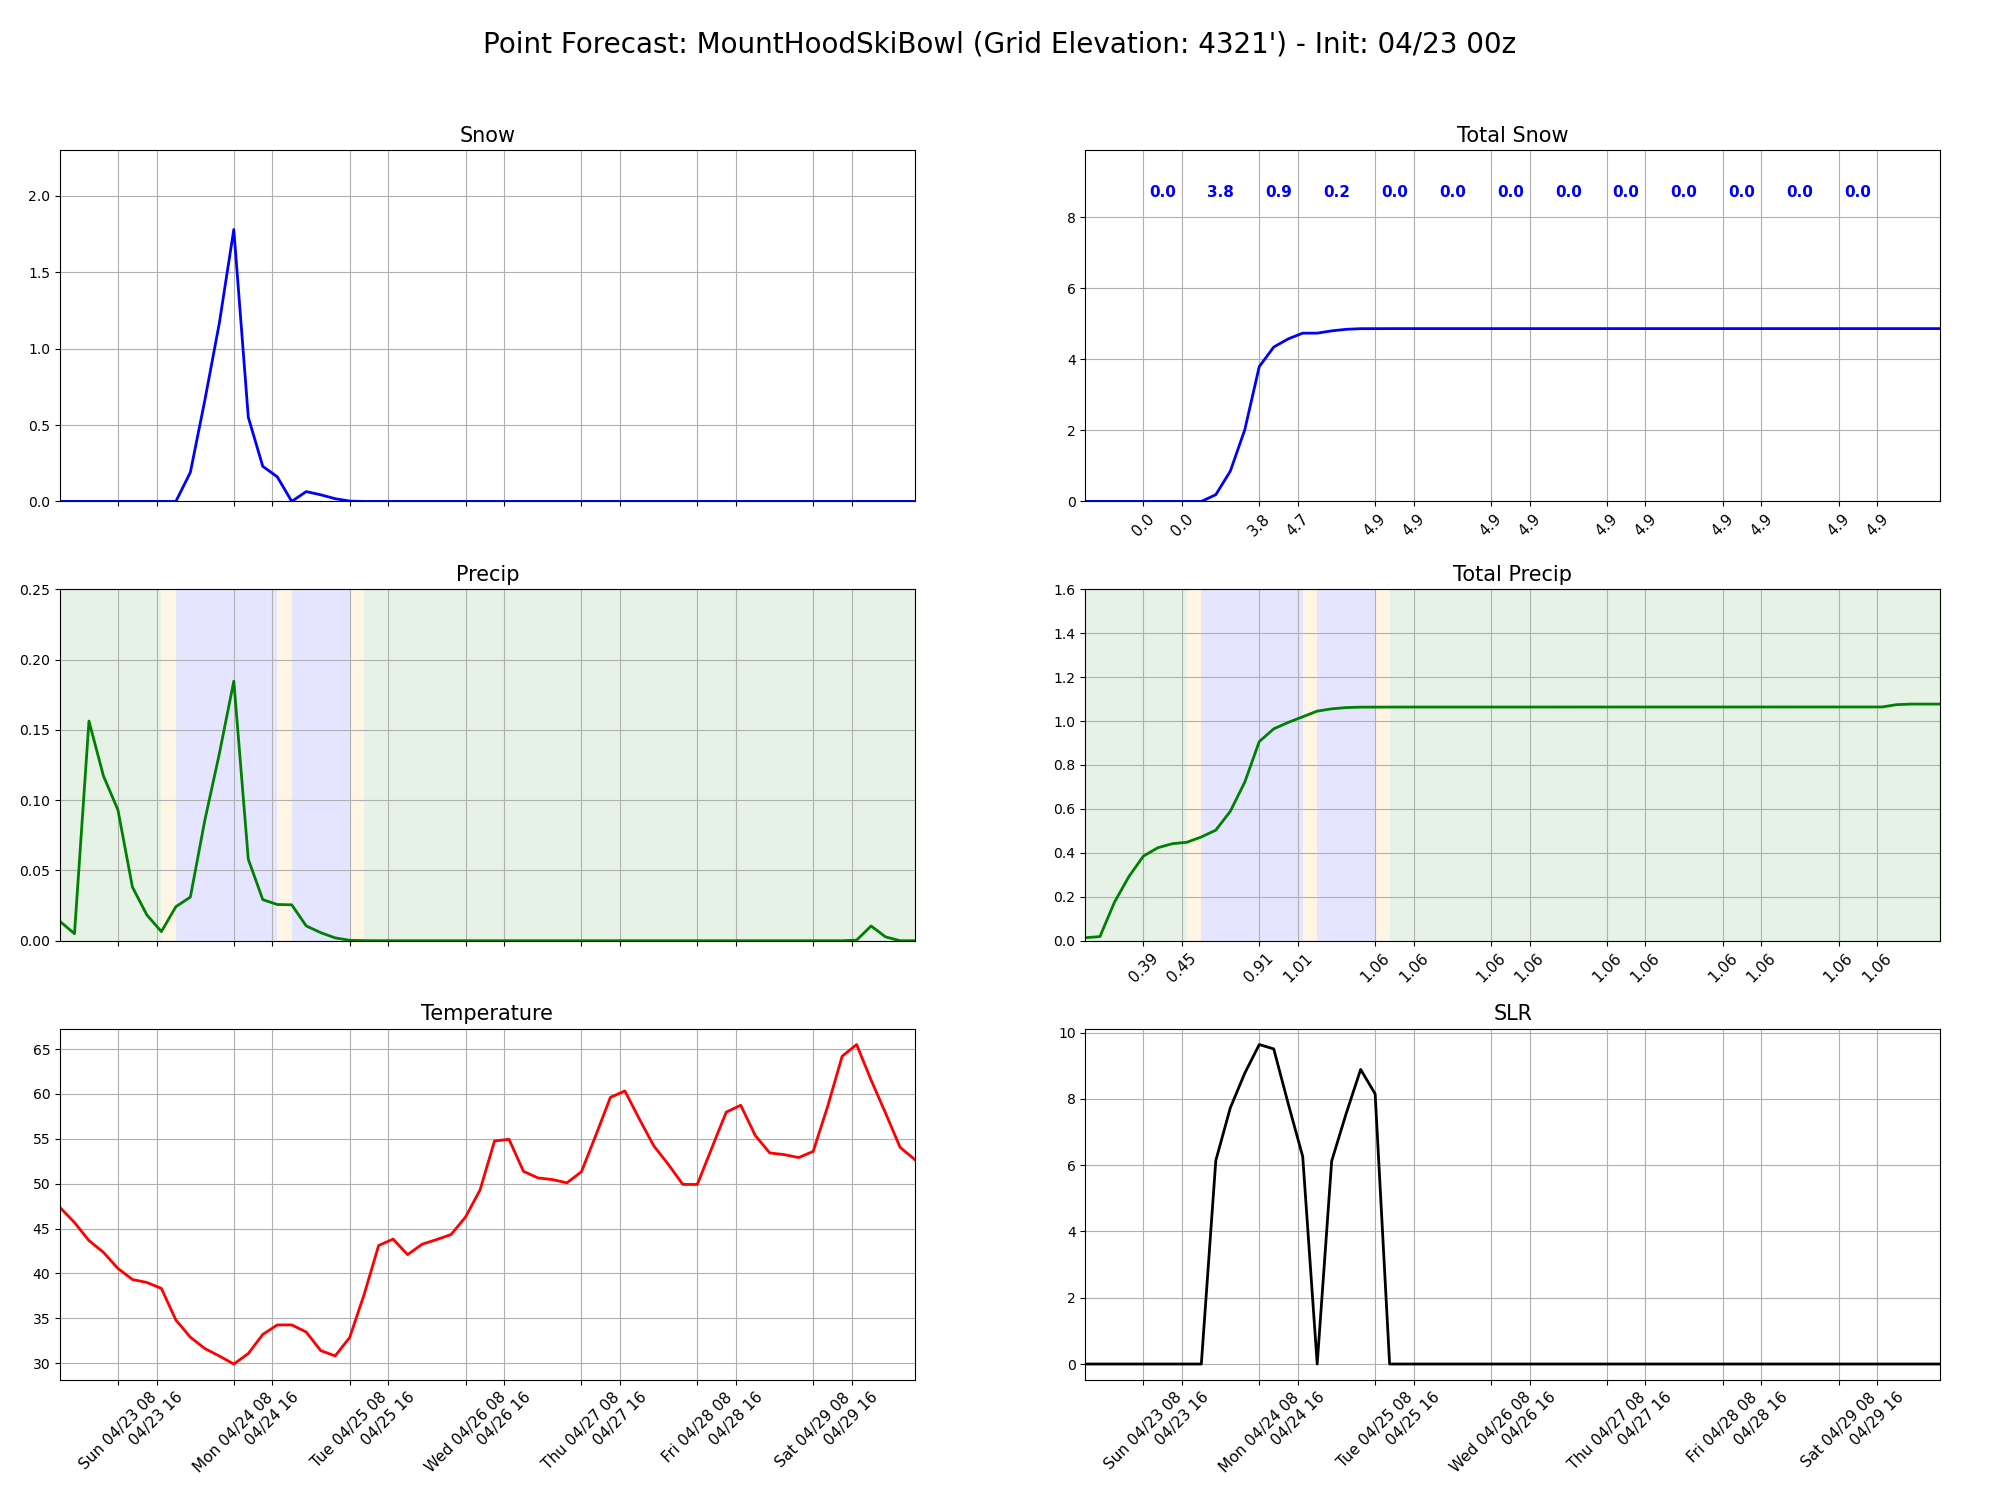 Point Forecast: MountHoodSkiBowl (Grid Elevation: 4321') - Init: 04/23 00z
Snow
2.0
1.5
1.0
0.5
0.0
Total Snow
0.0 3.8 0.9 0.2 0.0 0.0 0.0 0.0 0.0 0.0 0.0 0.0 0.0
8
6
4
2
0
0.0 0.0 3.8 4.7 4.9 4.9 4.9 4.9 4.9 4.9 4.9 4.9 4.9 4.9
Precip
0.25
0.20
0.15
0.10
0.05
0.00
Total Precip
1.6
1.4
1.2
1.0
0.8
0.6
0.4
0.2
0.0
0.39 0.45 0.91 1.01 1.06 1.06 1.06 1.06 1.06 1.06 1.06 1.06 1.06 1.06
Temperature
65
60
55
50
45
40
35
30
Sun 04/23 08
04/23 16
Mon 04/24 08
04/24 16
Tue 04/25 08
04/25 16
Wed 04/26 08
04/26 16
Thu 04/27 08
04/27 16
Fri 04/28 08
04/28 16
Sat 04/29 08
04/29 16
SLR
10
8
6
4
2
0
Sun 04/23 08
04/23 16
Mon 04/24 08
04/24 16
Tue 04/25 08
04/25 16
Wed 04/26 08
04/26 16
Thu 04/27 08
04/27 16
Fri 04/28 08
04/28 16
Sat 04/29 08
04/29 16